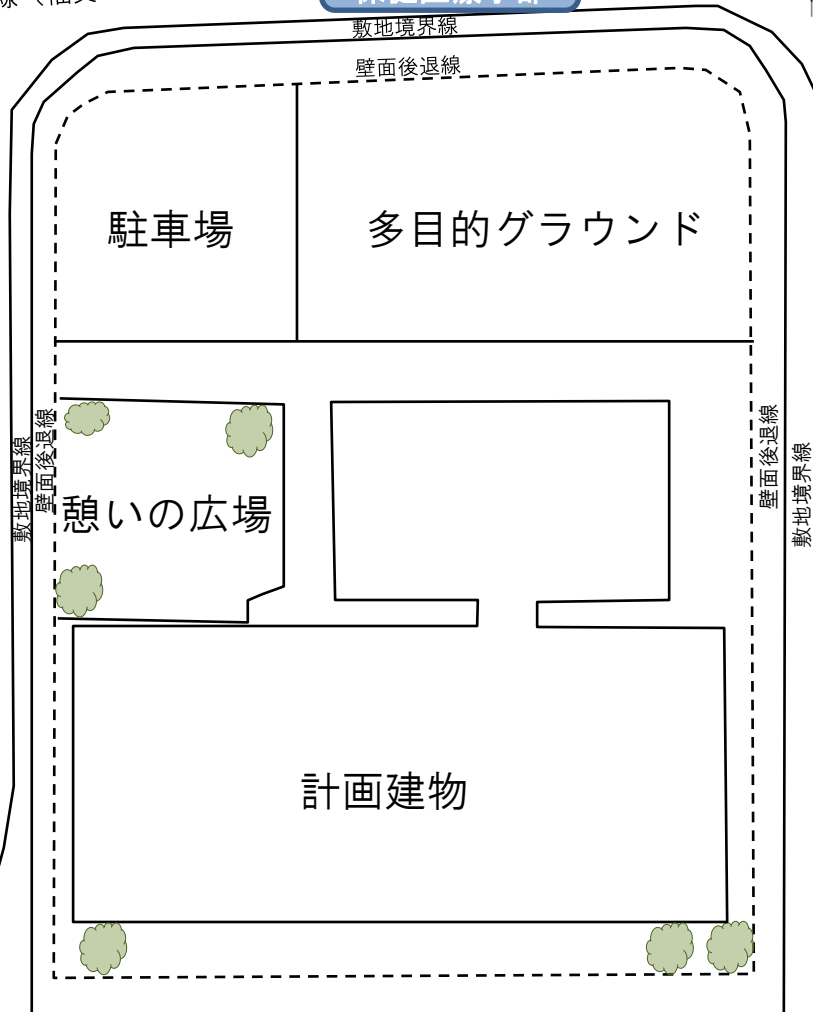 敷地境界線
壁面後退線
駐車場
多目的グラウンド
敷地境界線
壁面後退線
憩いの広場
壁面後退線
敷地境界線
計画建物